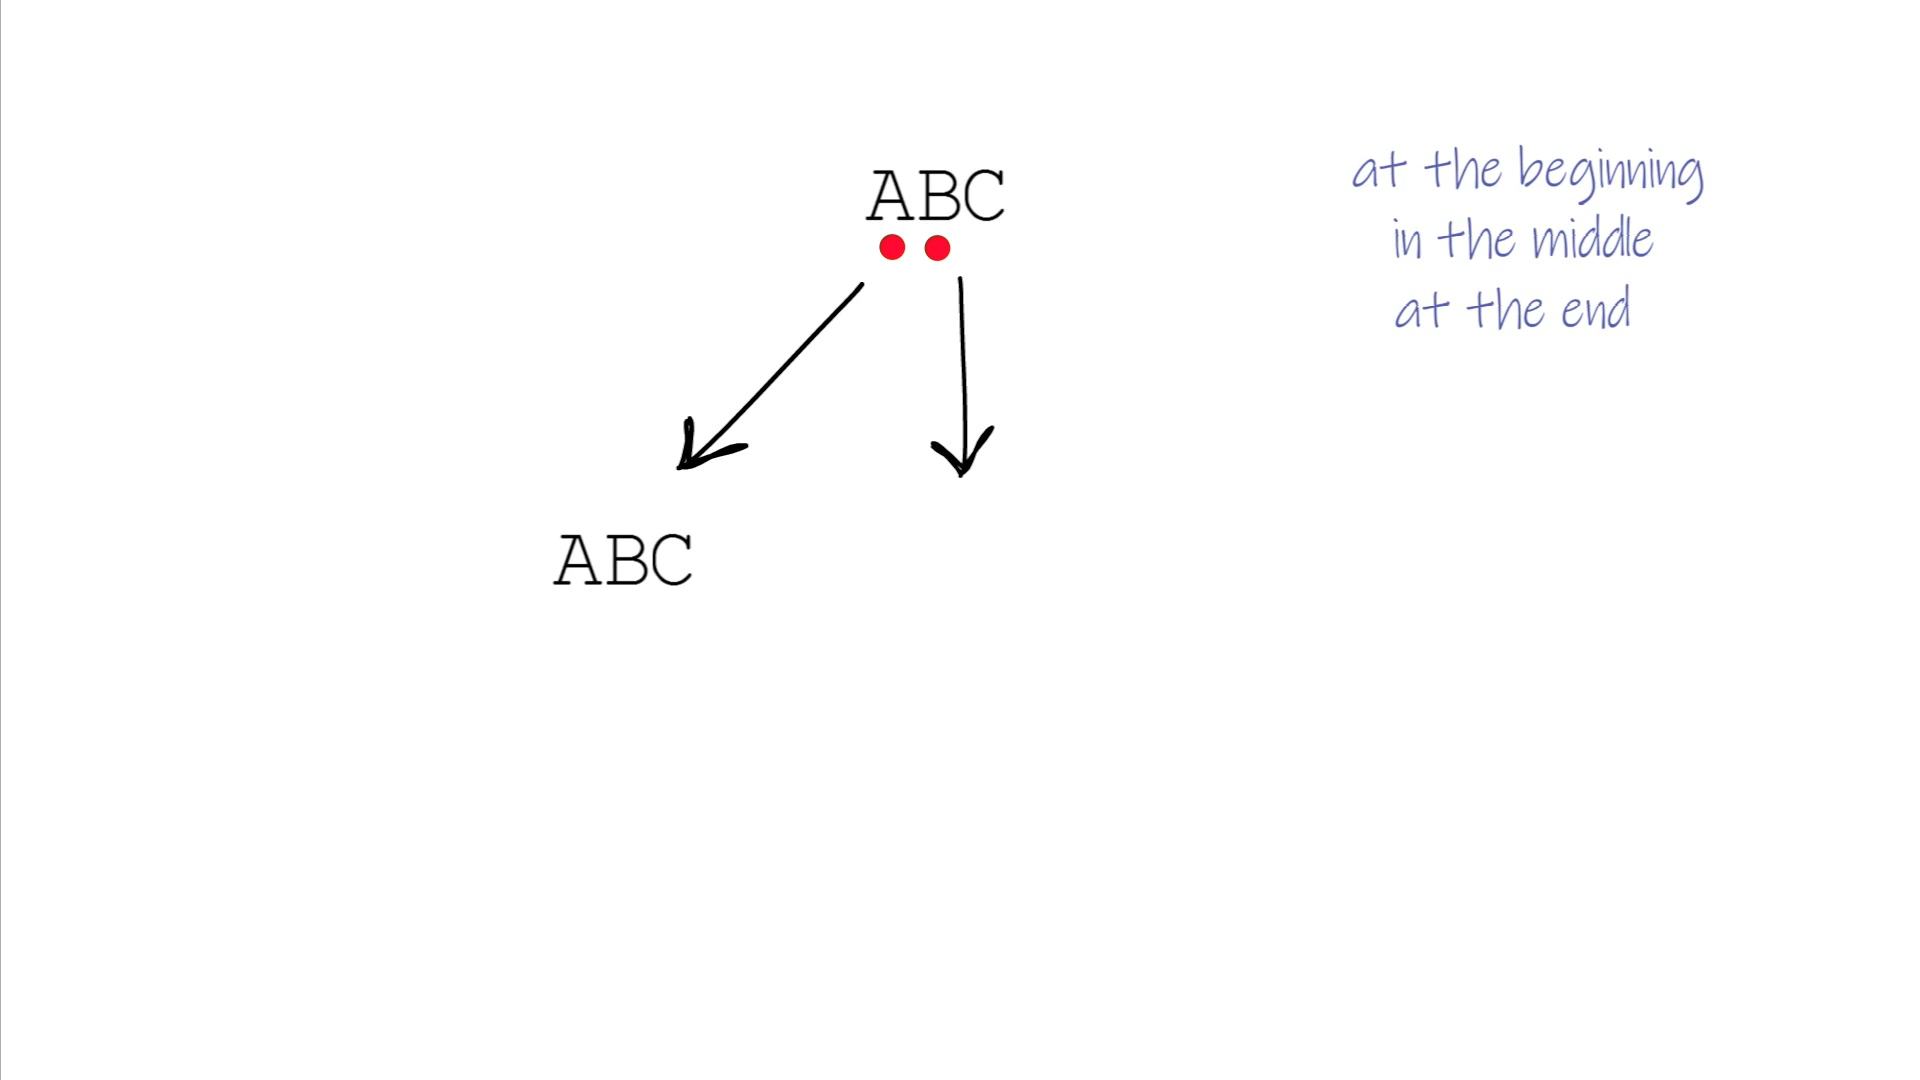 ABC
at the beginning
in the middle
at the end
ABC